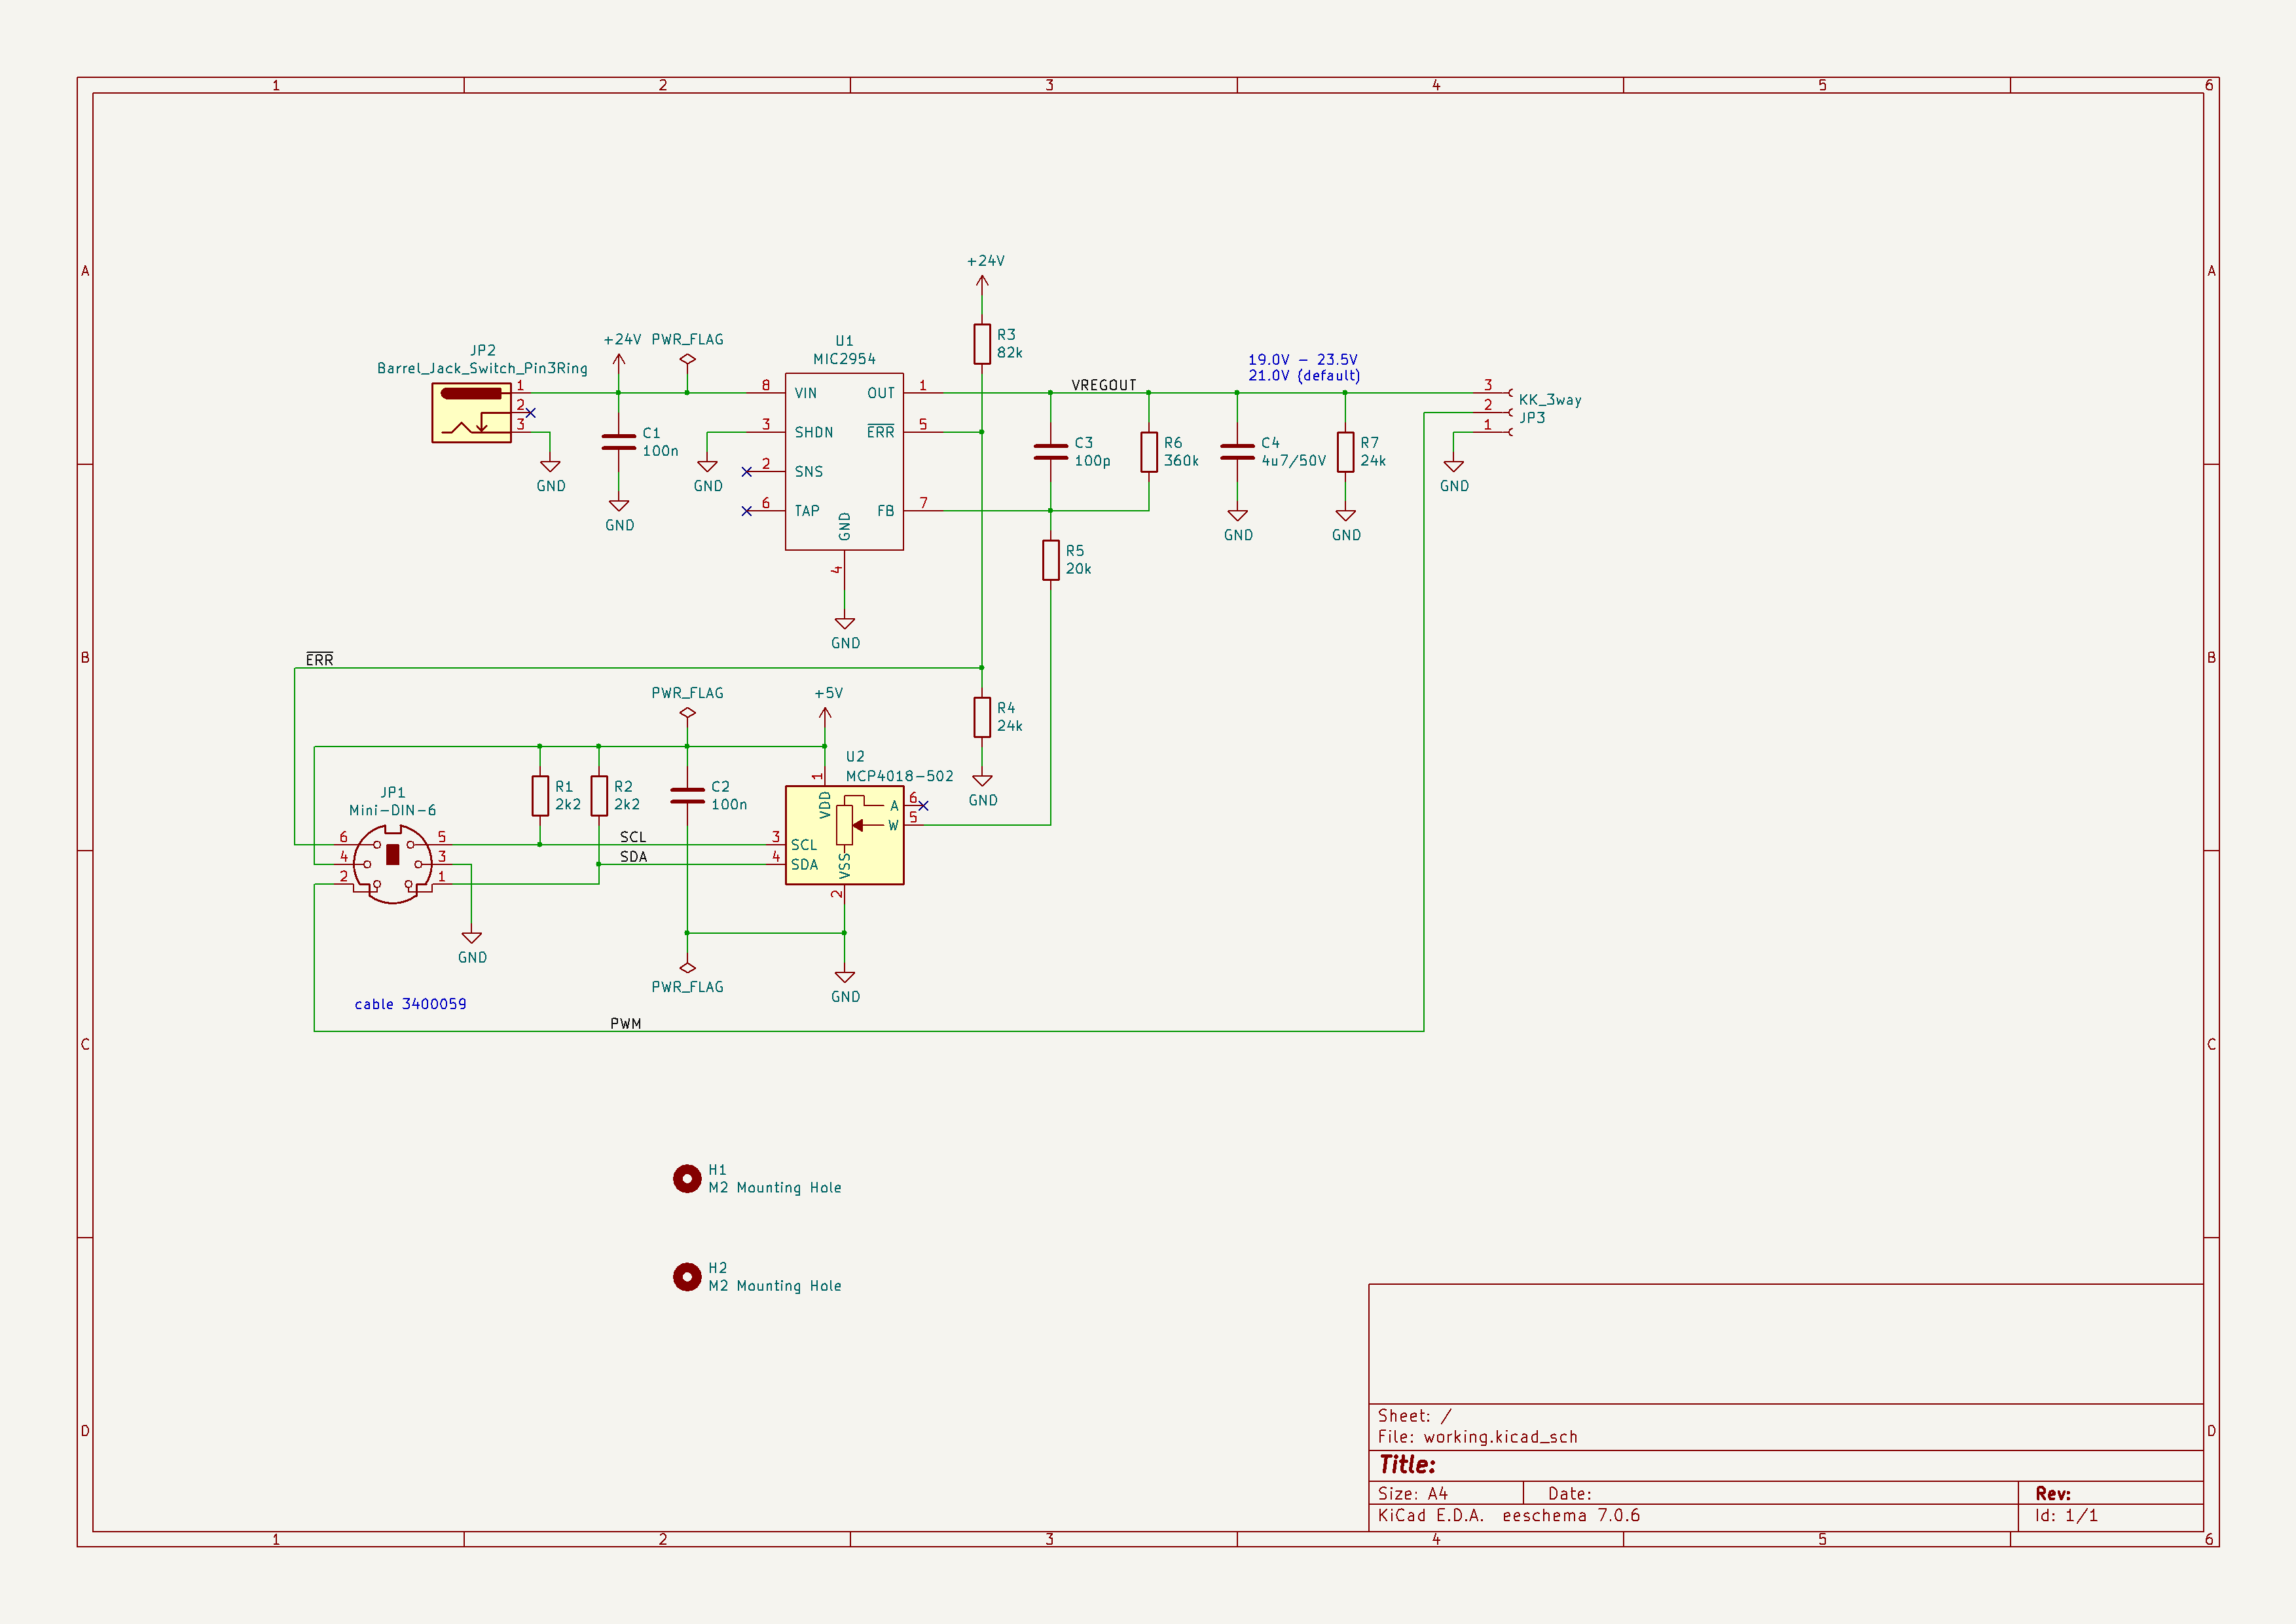 1 2 3 4 5 6
A A
B B
C C
D D
+24V
R3
82k
JP2
Barrel_Jack_Switch_Pin3Ring
1
2
3
GND
+24V PWR_FLAG
C1
100n
GND
GND
U1
MIC2954
8 VIN
3 SHDN
2 SNS
6 TAP
OUT 1
ERR 5
FB 7
GND
4
GND
VREGOUT
C3
100p
R6
360k
19.0V – 23.5V
21.0V (default)
C4
4u7/50V
GND
R7
24k
GND
3
2
1
KK_3way
JP3
GND
R5
20k
ERR
PWR_FLAG
+5V
R4
24k
GND
U2
MCP4018-502
1
VDD
A 6
W 5
3 SCL
4 SDA
VSS
2
R1
2k2
R2
2k2
C2
100n
JP1
Mini-DIN-6
6 5
4 3
2 1
SCL
SDA
GND
PWR_FLAG
GND
cable 3400059
PWM
H1
M2 Mounting Hole
H2
M2 Mounting Hole
Sheet: /
File: working.kicad_sch
Title:
Size: A4 Date: Rev:
KiCad E.D.A. eeschema 7.0.6 Id: 1/1
1 2 3 4 5 6